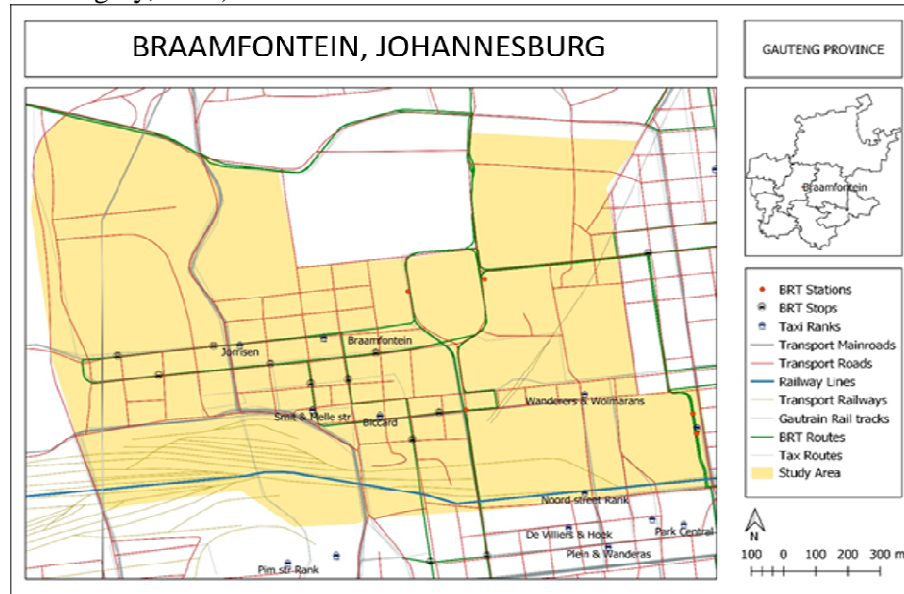 BRAAMFONTEIN, JOHANNESBURG
GAUTENG PROVINCE
Braamfontein
Braamfontein
Jorrisen
Smit & Melle str
Biccard
Wanderers & Wolmarans
Noord-street Rank
De Villiers & Hoek
Park Central
Plein & Wanderas
Pim str Rank
BRT Stations
BRT Stops
Taxi Ranks
Transport Mainroads
Transport Roads
Railway Lines
Transport Railways
Gautrain Rail tracks
BRT Routes
Tax Routes
Study Area
N
100 0 100 200 300 m